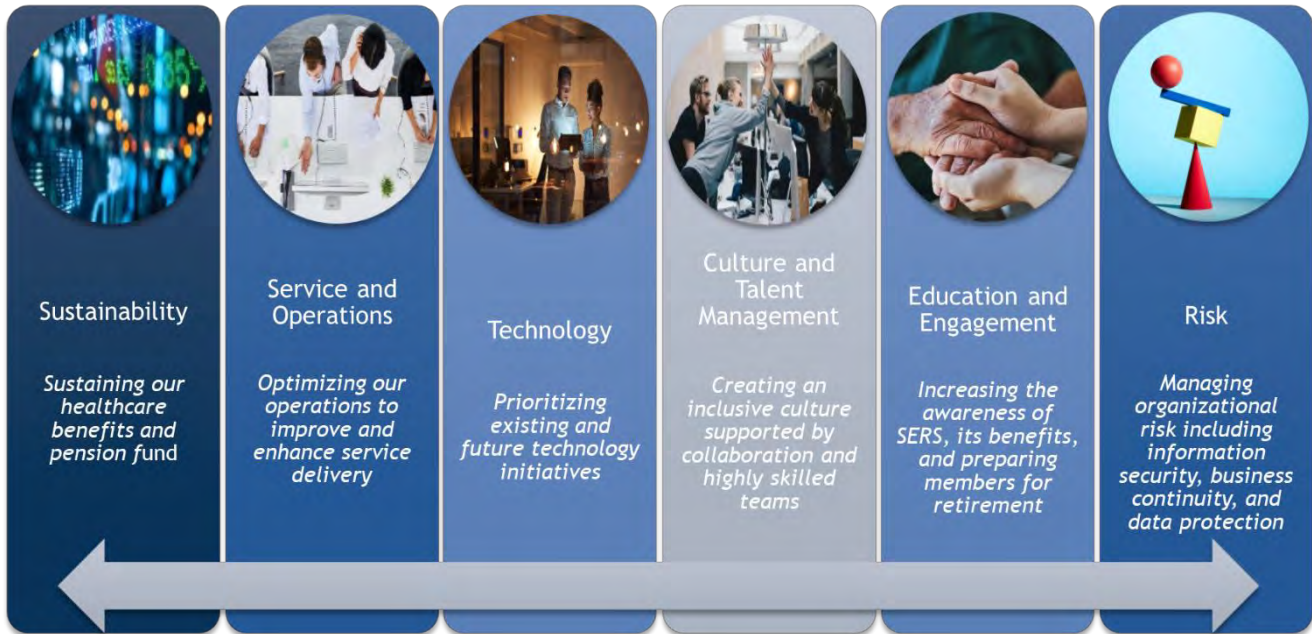 Sustainability
Sustaining our
healthcare
benefits and
pension fund
Service and
Operations
Optimizing our
operations to
improve and
enhance service
delivery
Technology
Prioritizing
existing and
future technology
initiatives
Culture and
Talent
Management
Creating an
inclusive culture
supported by
collaboration and
highly skilled
teams
Education and
Engagement
Increasing the
awareness of
SERS, its benefits,
and preparing
members for
retirement
Risk
Managing
organizational
risk including
information
security, business
continuity, and
data protection